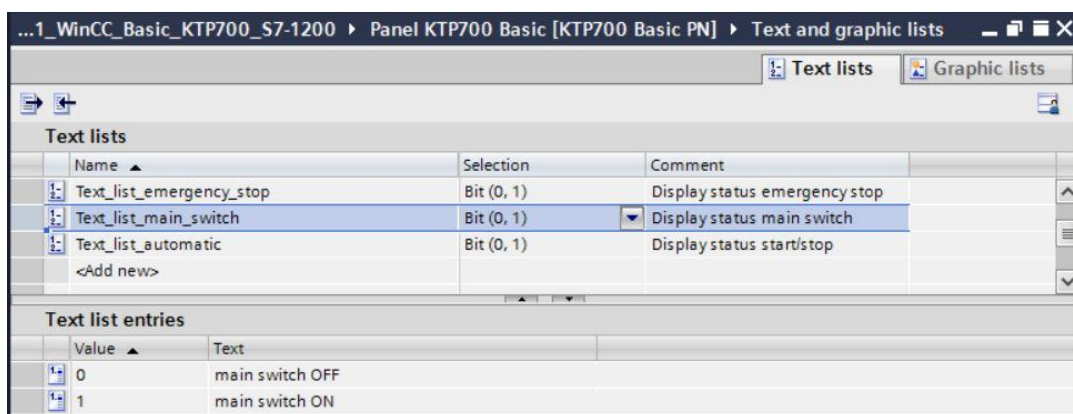 ...1_WinCC_Basic_KTP700_S7-1200 ▸ Panel KTP700 Basic [KTP700 Basic PN] ▸ Text and graphic lists
Text lists Graphic lists
Text lists
Name Selection Comment
Text_list_emergency_stop Bit (0, 1) Display status emergency stop
Text_list_main_switch Bit (0, 1) Display status main switch
Text_list_automatic Bit (0, 1) Display status start/stop
<Add new>
Text list entries
Value Text
0 main switch OFF
1 main switch ON